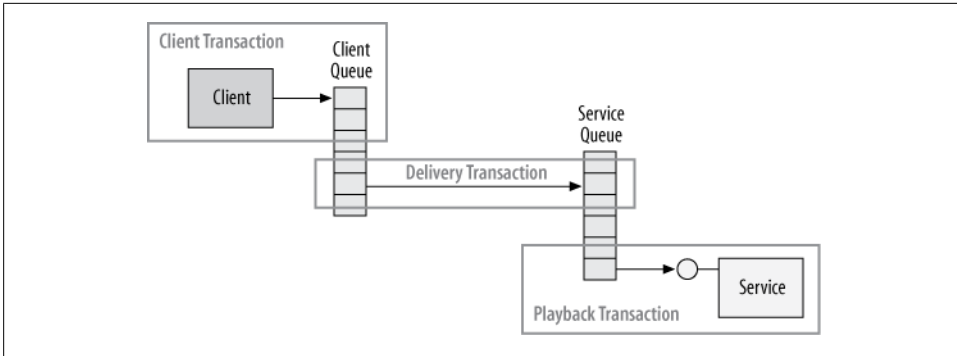 Client Transaction
Client
Queue
Client
Service
Queue
Delivery Transaction
Service
Playback Transaction